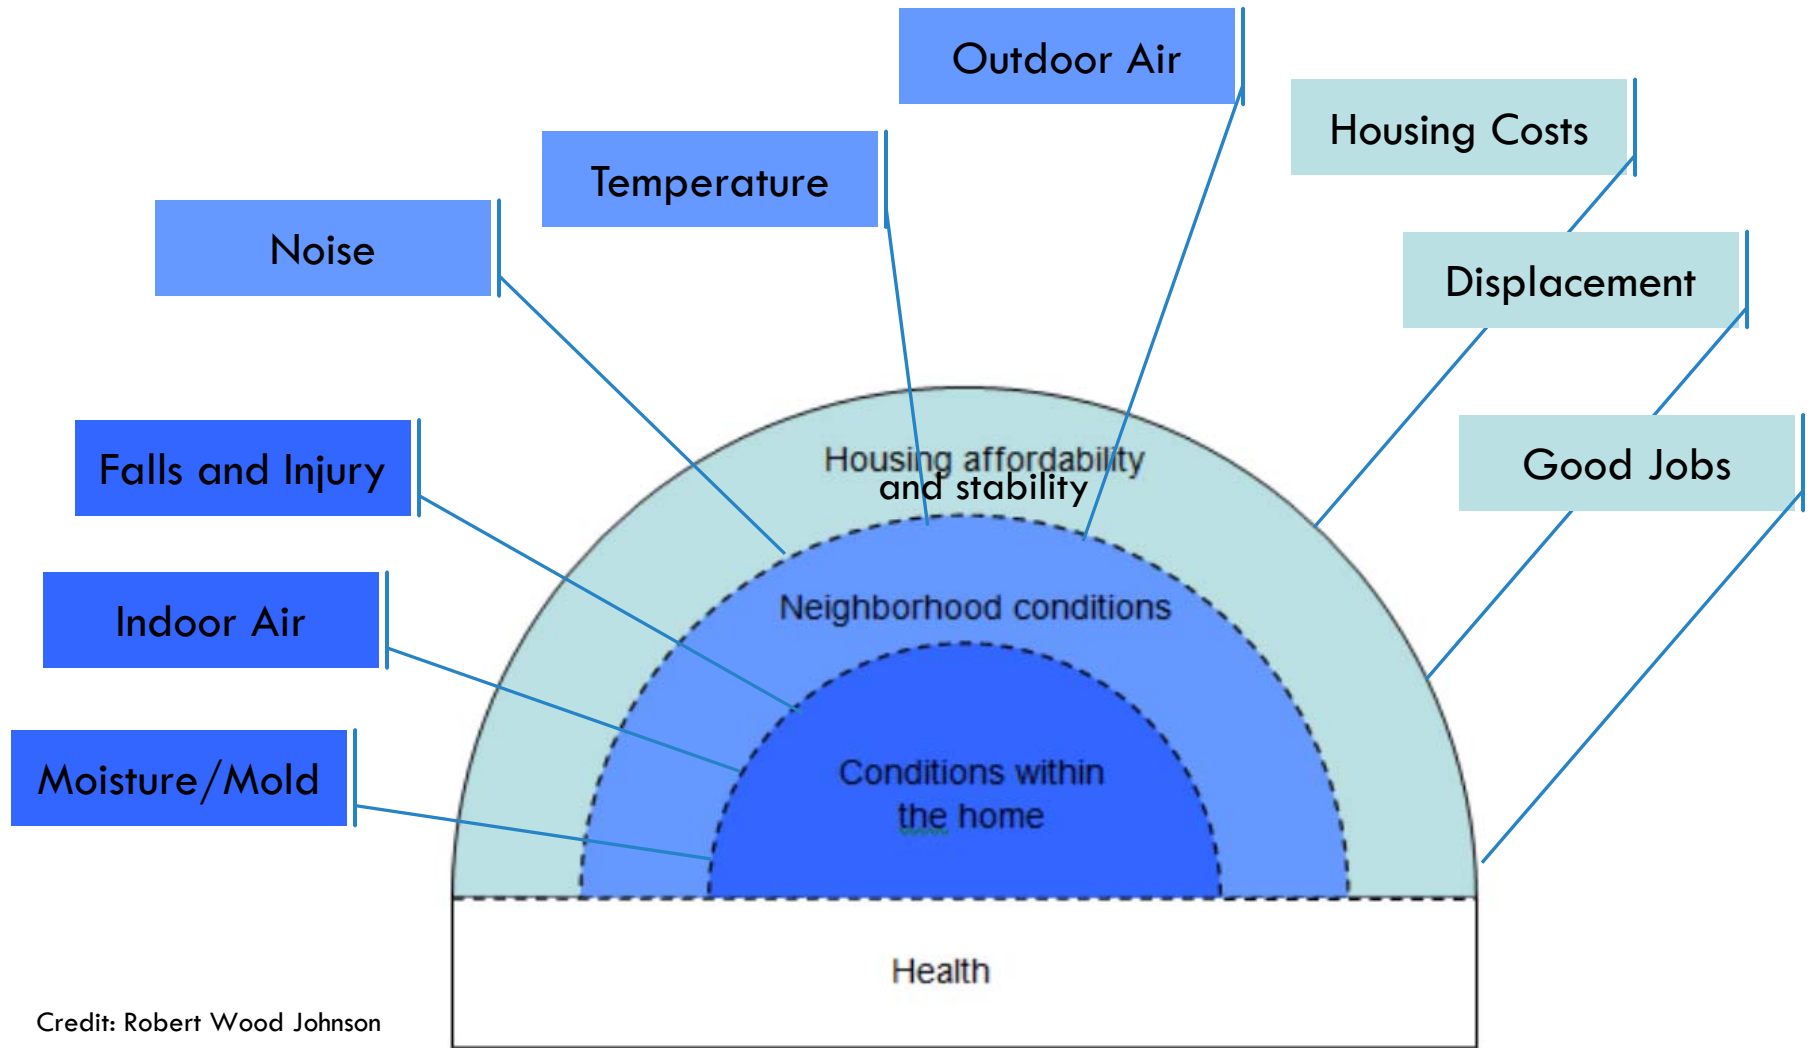 Outdoor Air
Housing Costs
Temperature
Noise
Displacement
Falls and Injury
Good Jobs
Housing affordability
and stability
Indoor Air
Neighborhood conditions
Moisture/Mold
Conditions within
the home
Health
Credit: Robert Wood Johnson